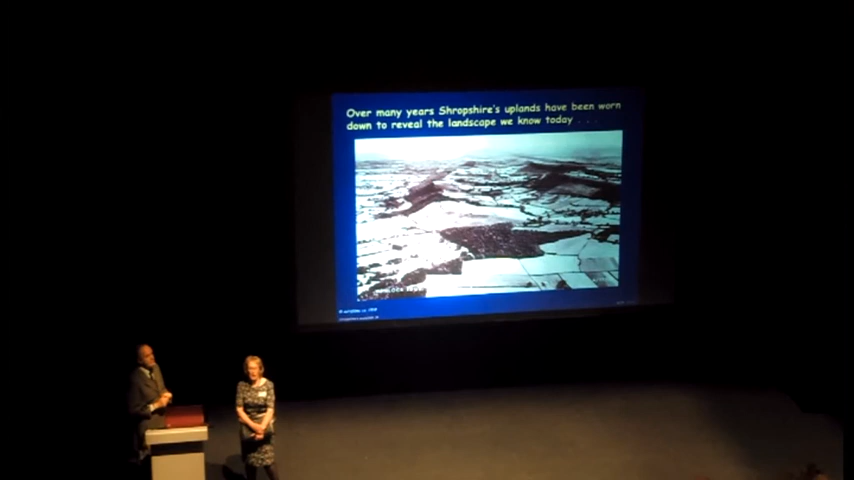 Over many years Shropshire's uplands have been worn
down to reveal the landscape we know today . . .